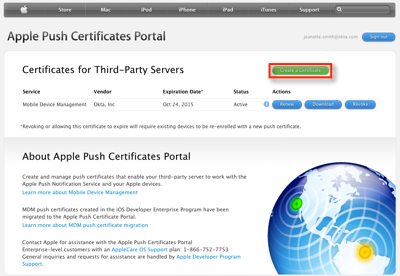 Store Mac iPod iPhone iPad iTunes Support
Apple Push Certificates Portal
jeanette.smith@okta.com Sign out
Certificates for Third-Party Servers
Create a Certificate
Service Vendor Expiration Date* Status Actions
Mobile Device Management Okta, Inc Oct 24, 2015 Active Renew Download Revoke
*Revoking or allowing this certificate to expire will require existing devices to be re-enrolled with a new push certificate.
About Apple Push Certificates Portal
Create and manage push certificates that enable your third-party server to work with the
Apple Push Notification Service and your Apple devices.
Learn more about Mobile Device Management
MDM push certificates created in the iOS Developer Enterprise Program have been
migrated to the Apple Push Certificate Portal.
Learn more about MDM push certificate migration
Contact Apple for assistance with the Apple Push Certificates Portal
Enterprise-level customers with an AppleCare OS Support plan: 1-866-752-7753
General inquiries and requests for assistance are handled by Apple Developer Program
Support.